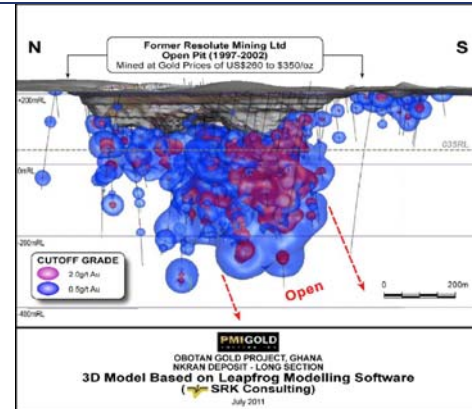 N
S
Former Resolute Mining Ltd
Open Pit (1997-2002)
Mined at Gold Prices of US$260 to $350/oz
+200mRL
035RL
0mRL
-200mRL
CUTOFF GRADE
2.0g/t Au
0.5g/t Au
Open
0
200m
-400mRL
PMIGOLD
OBOTAN GOLD PROJECT, GHANA
NKRAN DEPOSIT - LONG SECTION
3D Model Based on Leapfrog Modelling Software
( SRK Consulting)
July 2011